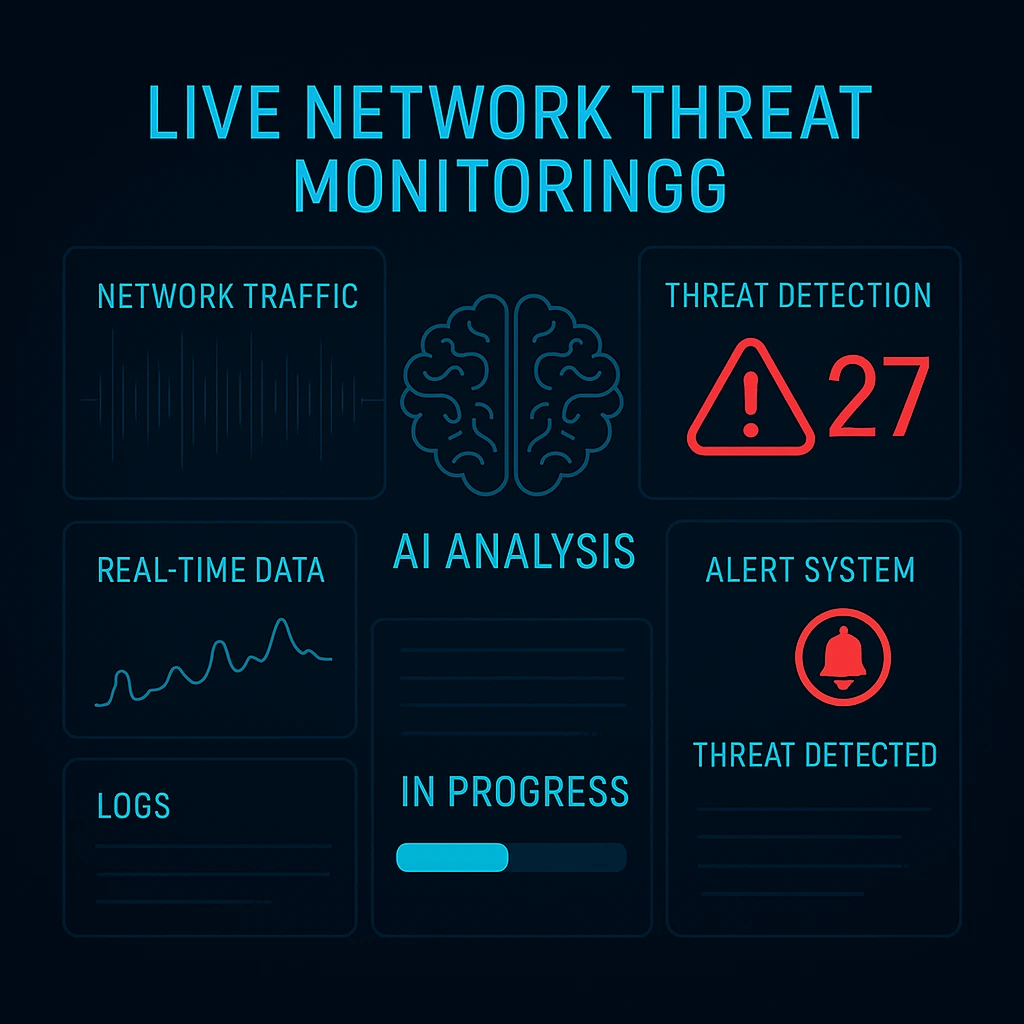 LIVE NETWORK THREAT
MONITORINGG
NETWORK TRAFFIC
THREAT DETECTION
27
AI ANALYSIS
REAL-TIME DATA
ALERT SYSTEM
THREAT DETECTED
IN PROGRESS
LOGS